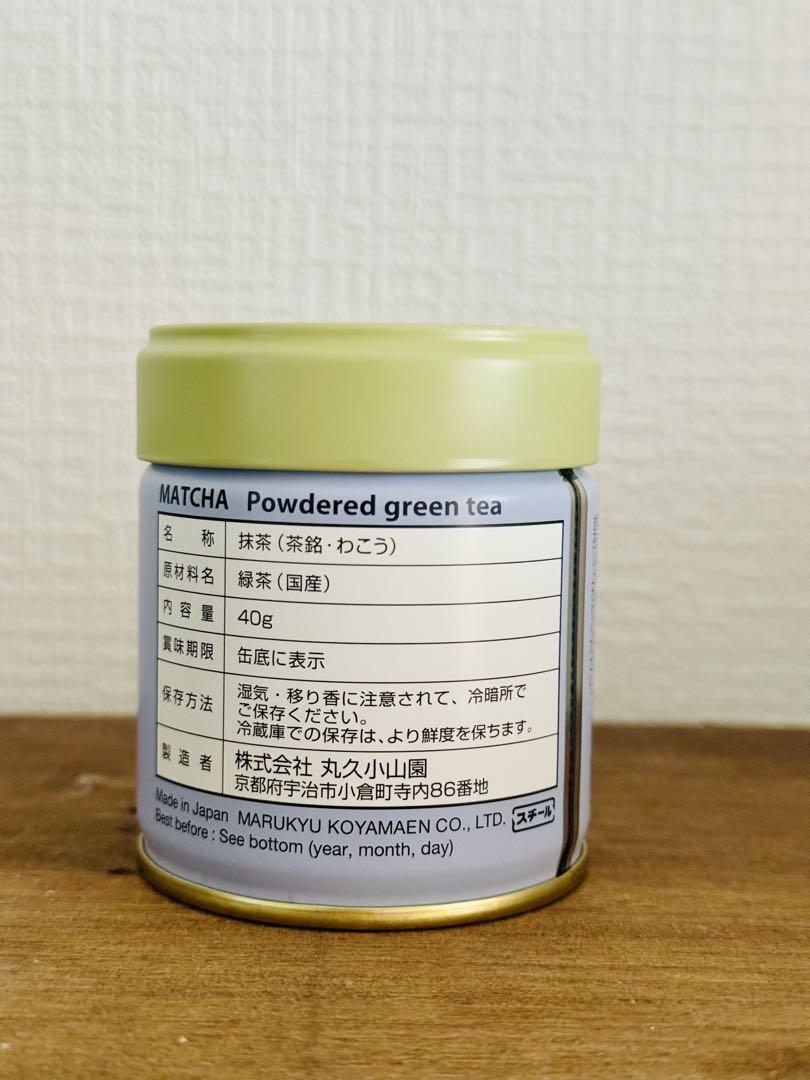 MATCHA Powdered green tea
名称 抹茶（茶銘・わこう）
原材料名 緑茶（国産）
内容量 40g
賞味期限 缶底に表示
保存方法 湿気・移り香に注意されて、冷暗所で
ご保存ください。
冷蔵庫での保存は、より鮮度を保ちます。
製造者 株式会社 丸久小山園
京都府宇治市小倉町寺内86番地
Made in Japan MARUKYU KOYAMAEN CO., LTD. スチール
Best before : See bottom (year, month, day)